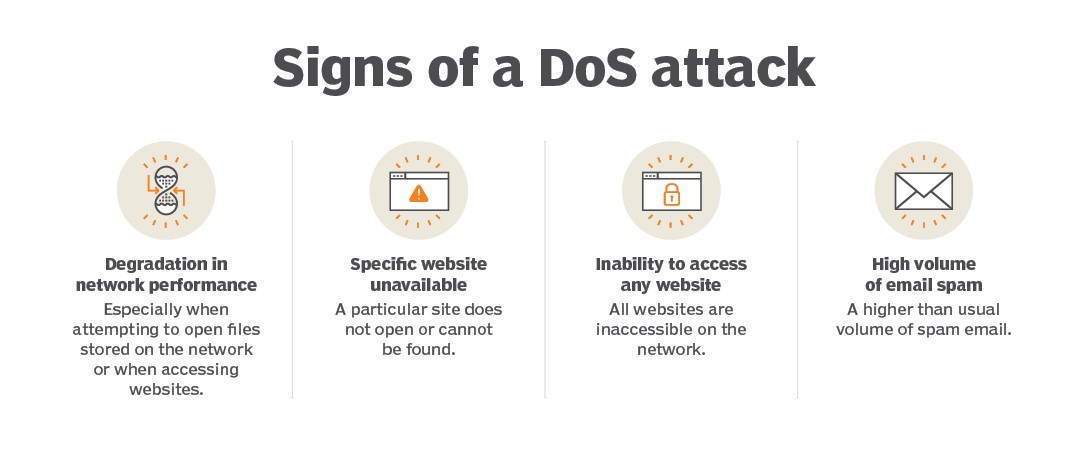 Signs of a DoS attack
Degradation in
network performance
Especially when
attempting to open files
stored on the network
or when accessing
websites.
Specific website
unavailable
A particular site does
not open or cannot
be found.
Inability to access
any website
All websites are
inaccessible on the
network.
High volume
of email spam
A higher than usual
volume of spam email.